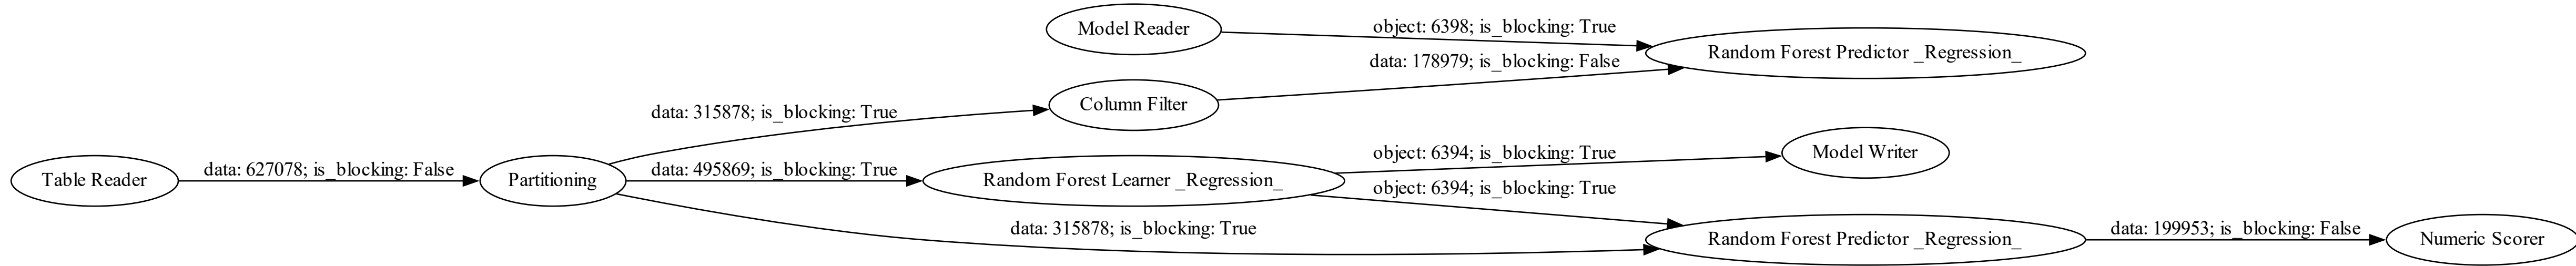 Model Reader
object: 6398; is_blocking: True
Random Forest Predictor _Regression_
data: 178979; is_blocking: False
Column Filter
data: 315878; is_blocking: True
object: 6394; is_blocking: True
Model Writer
Table Reader
data: 627078; is_blocking: False
Partitioning
data: 495869; is_blocking: True
Random Forest Learner _Regression_
object: 6394; is_blocking: True
data: 315878; is_blocking: True
Random Forest Predictor _Regression_
data: 199953; is_blocking: False
Numeric Scorer